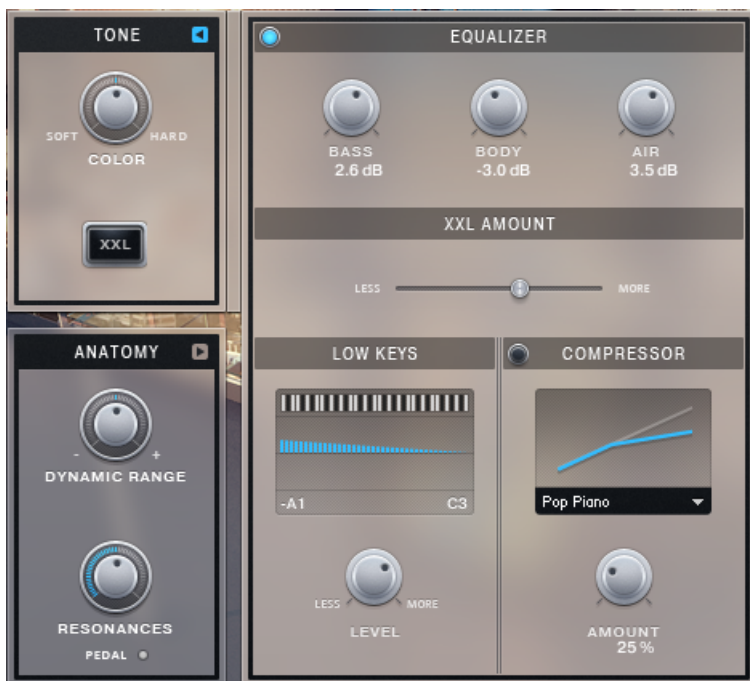 TONE
SOFT HARD
COLOR
XXL
ANATOMY
- +
DYNAMIC RANGE
RESONANCES
PEDAL
EQUALIZER
BASS BODY AIR
2.6 dB -3.0 dB 3.5 dB
XXL AMOUNT
LESS MORE
LOW KEYS
-A1 C3
LESS MORE
LEVEL
COMPRESSOR
Pop Piano
AMOUNT
25 %